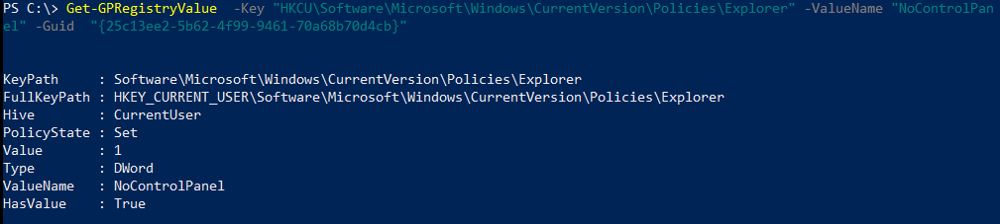 PS C:\> Get-GPRegistryValue  -Key "HKCU\Software\Microsoft\Windows\CurrentVersion\Policies\Explorer" -ValueName "NoControlPan
el" -Guid  "{25c13ee2-5b62-4f99-9461-70a68b70d4cb}"
KeyPath     : Software\Microsoft\Windows\CurrentVersion\Policies\Explorer
FullKeyPath : HKEY_CURRENT_USER\Software\Microsoft\Windows\CurrentVersion\Policies\Explorer
Hive        : CurrentUser
PolicyState : Set
Value       : 1
Type        : DWord
ValueName   : NoControlPanel
HasValue    : True